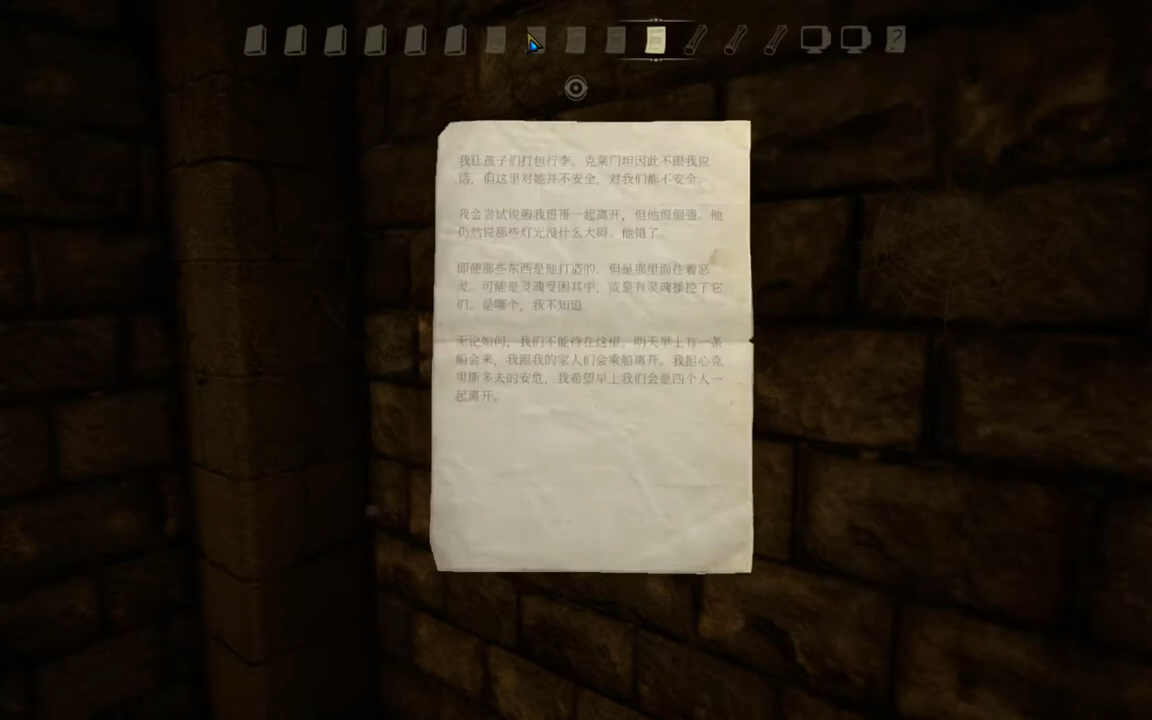 我让孩子们打包行李。克莱门坦因此不跟我说
话，但这里对她并不安全，对我们都不安全。
我会尝试说服我哥哥一起离开，但他很倔强。他
仍然说那些灯光没什么大碍。他错了。
即使那些东西是他打造的，但是那里面住着恶
灵。可能是灵魂受困其中，或是有灵魂操控了它
们。是哪个，我不知道。
无论如何，我们不能待在这里。明天早上有一条
船会来，我跟我的家人们会乘船离开。我担心克
里斯多夫的安危，我希望早上我们会是四个人一
起离开。
?